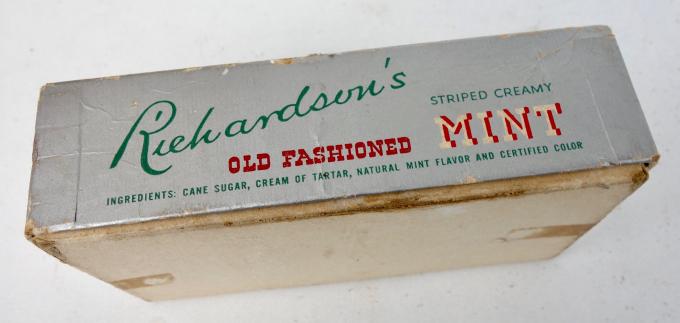 Richardson's
OLD FASHIONED
STRIPED CREAMY
MINT
INGREDIENTS: CANE SUGAR, CREAM OF TARTAR, NATURAL MINT FLAVOR AND CERTIFIED COLOR